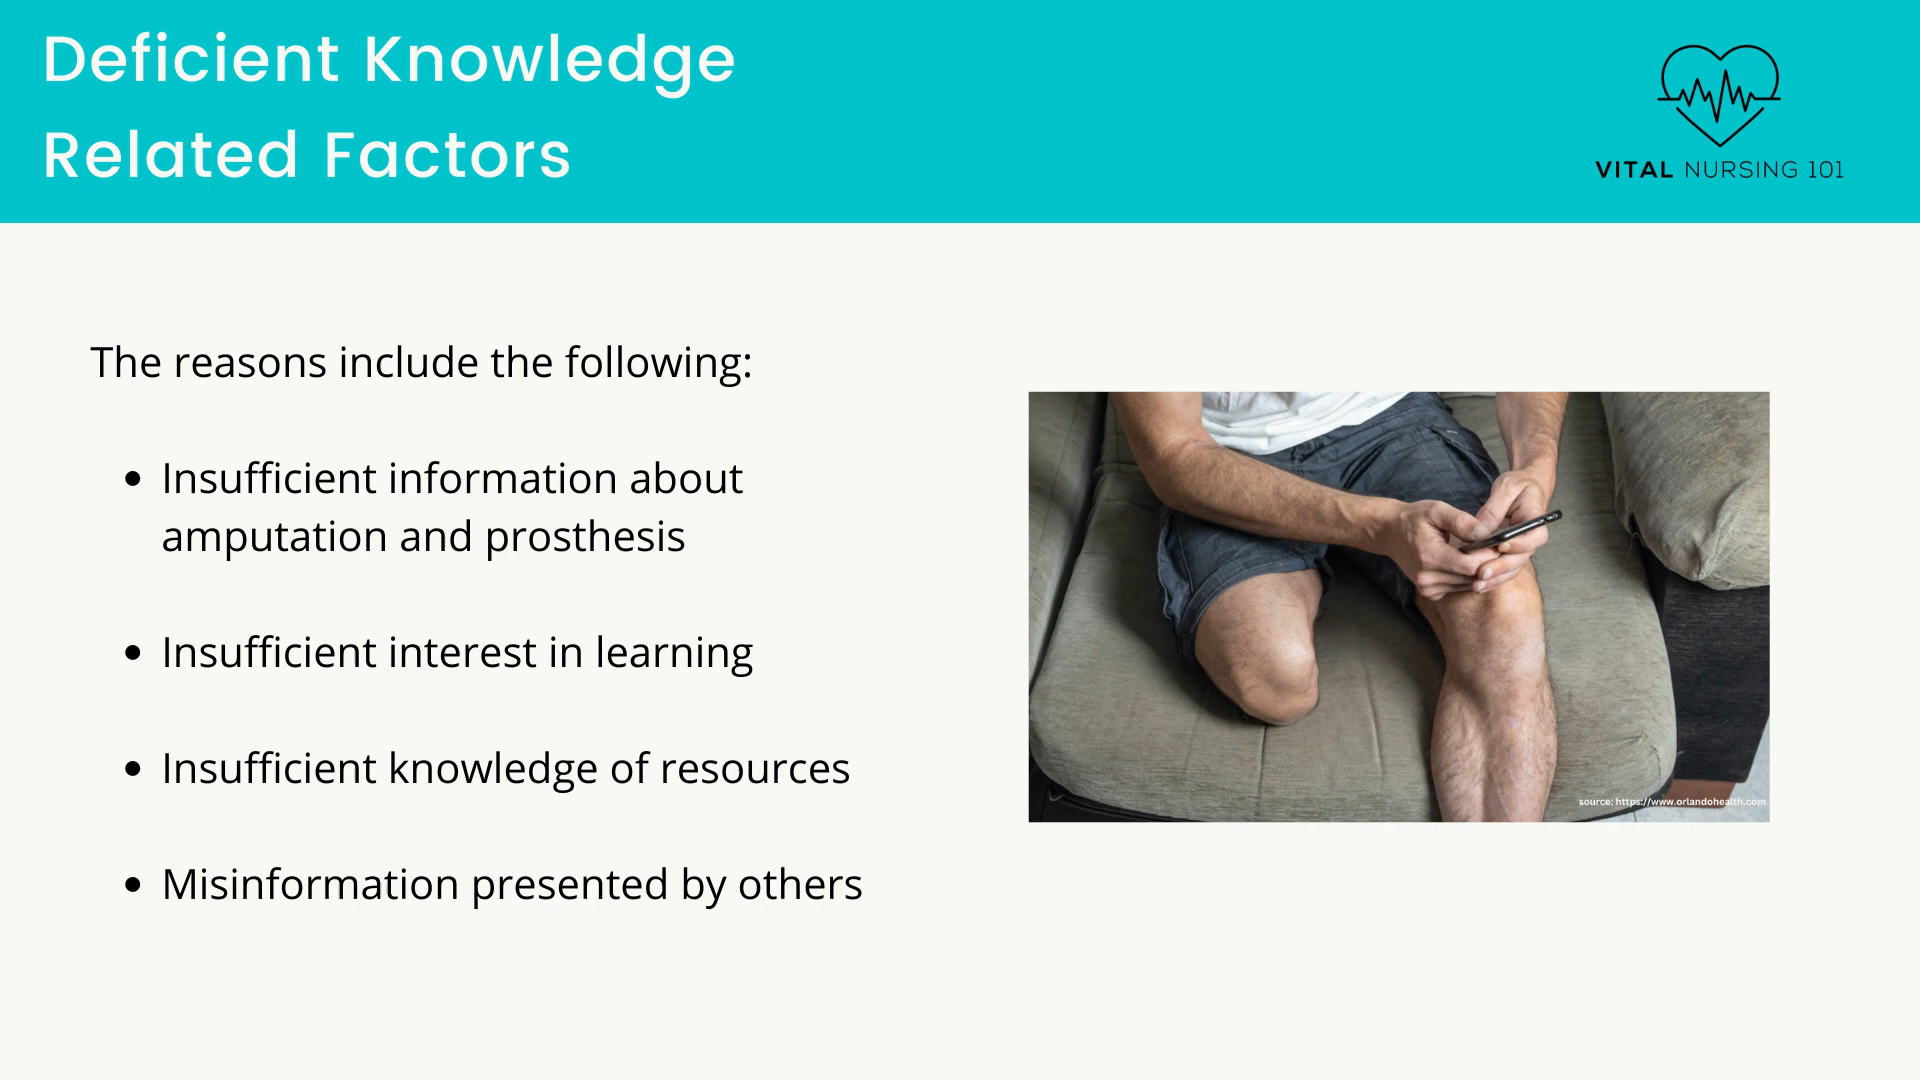 Deficient Knowledge
Related Factors
VITAL NURSING 101
The reasons include the following:
• Insufficient information about
amputation and prosthesis
• Insufficient interest in learning
• Insufficient knowledge of resources
• Misinformation presented by others
source: https://www.orlandohealth.com